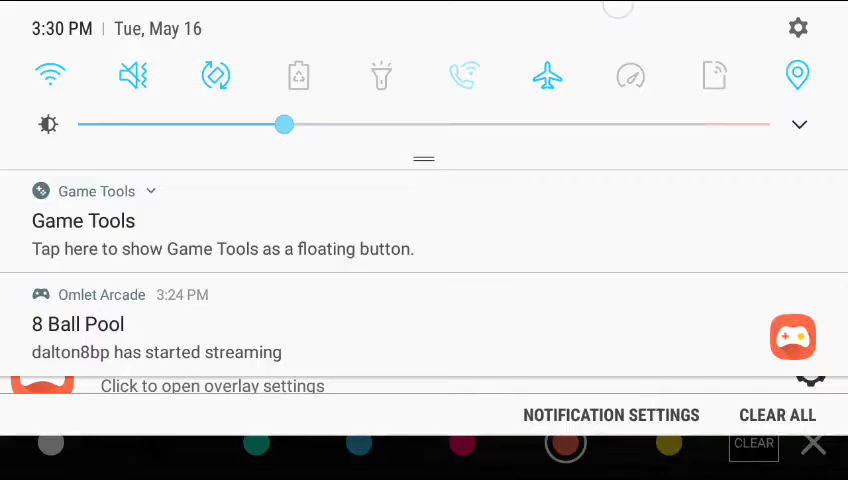 3:30 PM | Tue, May 16
Game Tools
Game Tools
Tap here to show Game Tools as a floating button.
Omlet Arcade 3:24 PM
8 Ball Pool
dalton8bp has started streaming
Click to open overlay settings
NOTIFICATION SETTINGS CLEAR ALL
CLEAR